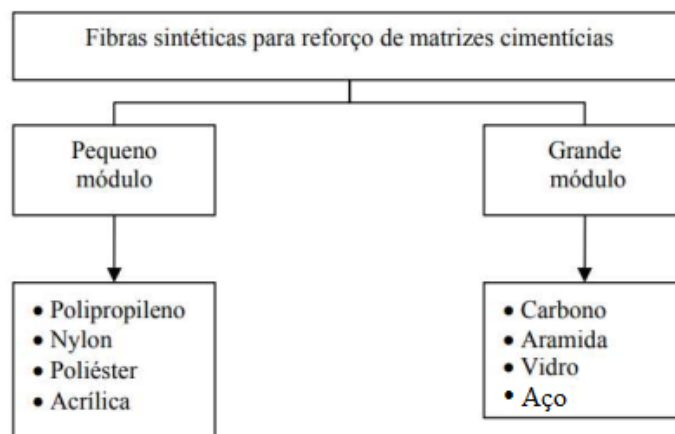 Fibras sintéticas para reforço de matrizes cimentícias
Pequeno
módulo
Grande
módulo
• Polipropileno
• Nylon
• Poliéster
• Acrílica
• Carbono
• Aramida
• Vidro
• Aço